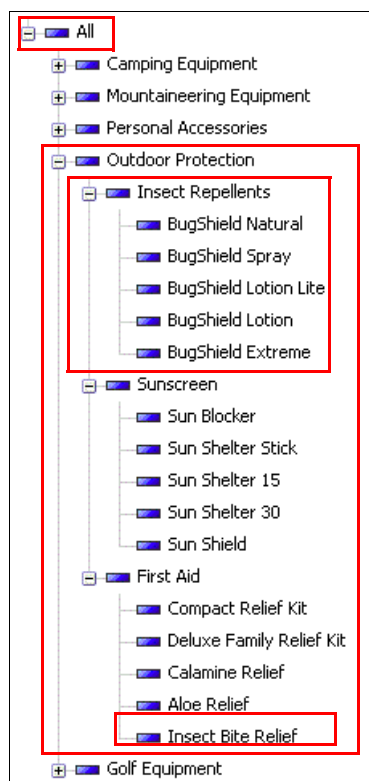 All
Camping Equipment
Mountaineering Equipment
Personal Accessories
Outdoor Protection
Insect Repellents
BugShield Natural
BugShield Spray
BugShield Lotion Lite
BugShield Lotion
BugShield Extreme
Sunscreen
Sun Blocker
Sun Shelter Stick
Sun Shelter 15
Sun Shelter 30
Sun Shield
First Aid
Compact Relief Kit
Deluxe Family Relief Kit
Calamine Relief
Aloe Relief
Insect Bite Relief
Golf Equipment